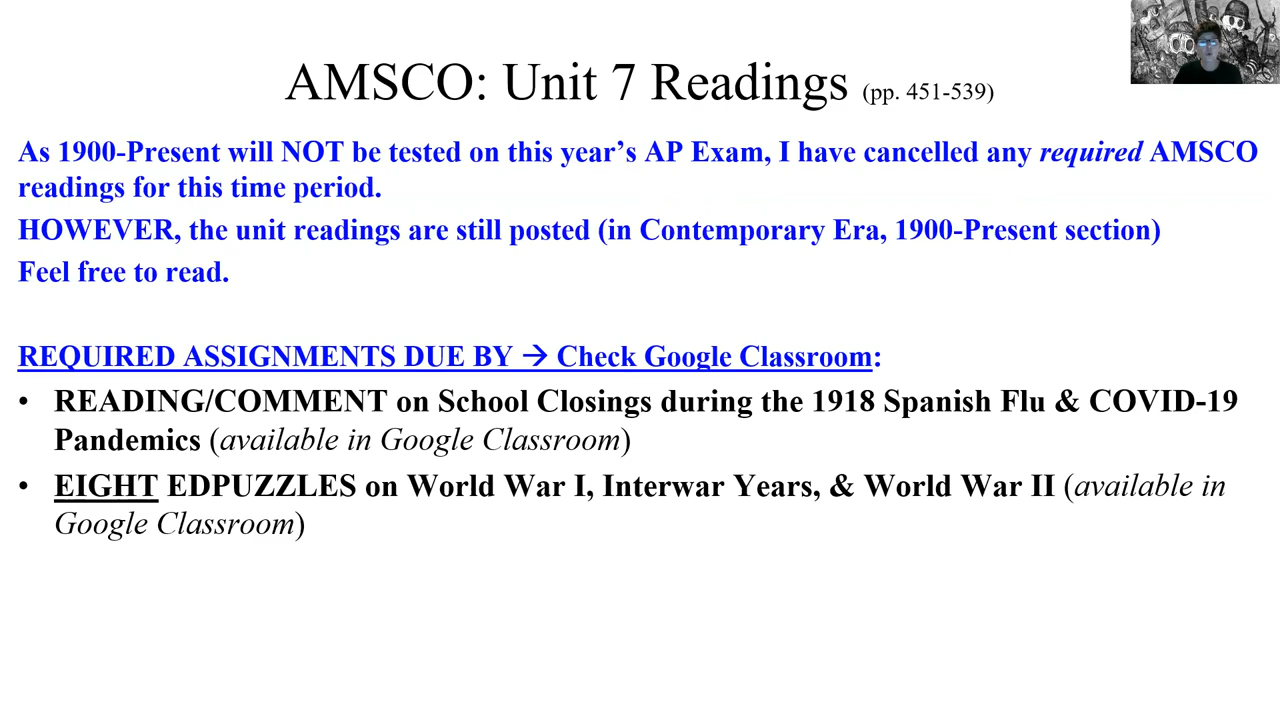 AMSCO: Unit 7 Readings (pp. 451-539)
As 1900-Present will NOT be tested on this year’s AP Exam, I have cancelled any required AMSCO
readings for this time period.
HOWEVER, the unit readings are still posted (in Contemporary Era, 1900-Present section)
Feel free to read.
REQUIRED ASSIGNMENTS DUE BY → Check Google Classroom:
• READING/COMMENT on School Closings during the 1918 Spanish Flu & COVID-19
Pandemics (available in Google Classroom)
• EIGHT EDPUZZLES on World War I, Interwar Years, & World War II (available in
Google Classroom)